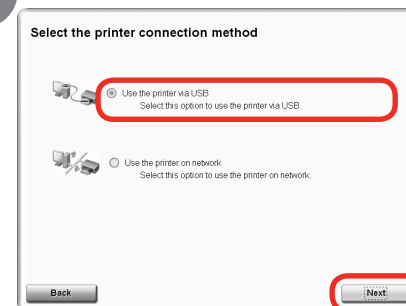 Select the printer connection method
Use the printer via USB
Select this option to use the printer via USB.
Use the printer on network
Select this option to use the printer on network.
Back
Next